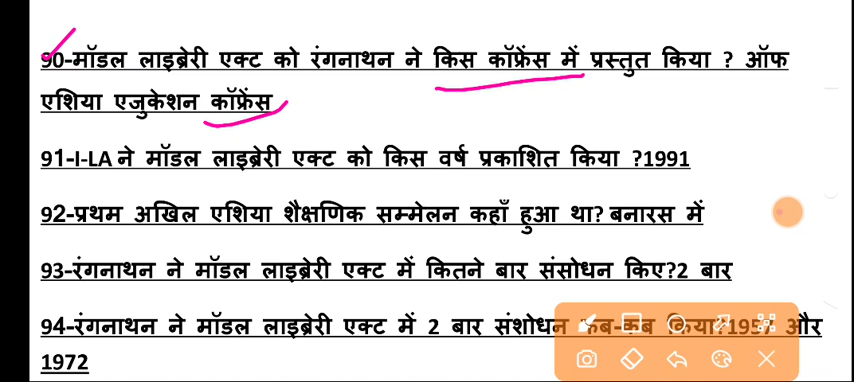 90-मॉडल लाइब्रेरी एक्ट को रंगनाथन ने किस कॉफ्रेंस में प्रस्तुत किया ? ऑफ
एशिया एजुकेशन कॉफ्रेंस
91-I-LA ने मॉडल लाइब्रेरी एक्ट को किस वर्ष प्रकाशित किया ?1991
92-प्रथम अखिल एशिया शैक्षणिक सम्मेलन कहाँ हुआ था? बनारस में
93-रंगनाथन ने मॉडल लाइब्रेरी एक्ट में कितने बार संसोधन किए?2 बार
94-रंगनाथन ने मॉडल लाइब्रेरी एक्ट में 2 बार संशोधन कब-कब किया?1957 और
1972